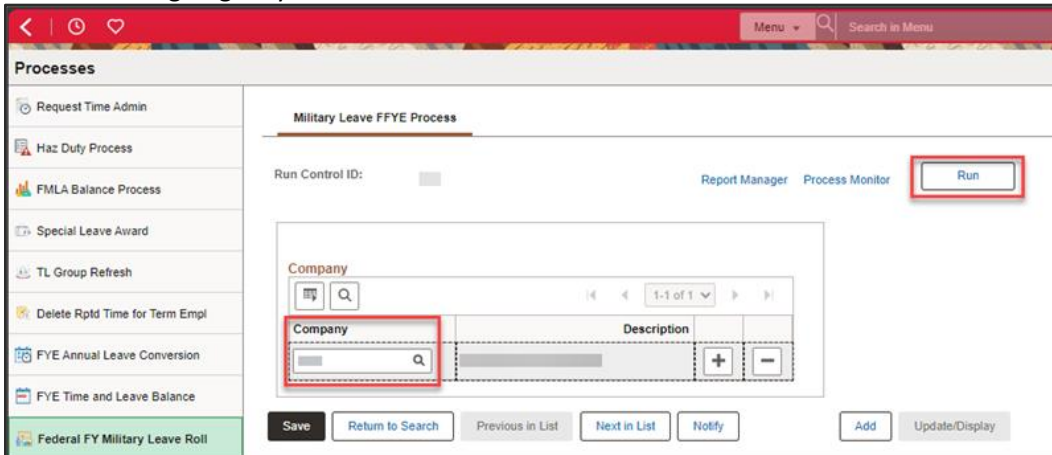 Menu
Search in Menu
Processes
Request Time Admin
Haz Duty Process
FMLA Balance Process
Special Leave Award
TL Group Refresh
Delete Rptd Time for Term Empl
FYE Annual Leave Conversion
FYE Time and Leave Balance
Federal FY Military Leave Roll
Military Leave FFYE Process
Run Control ID:
Report Manager Process Monitor Run
Company
1-1 of 1
Company Description
Save Return to Search Previous in List Next in List Notify Add Update/Display